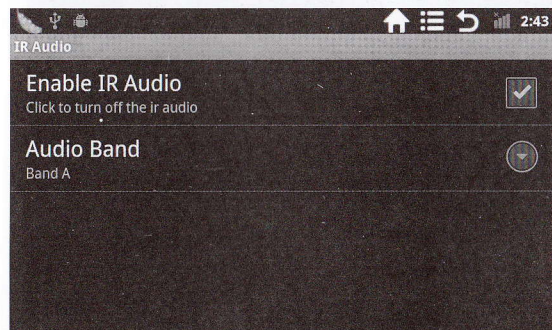 2:43
IR Audio
Enable IR Audio
Click to turn off the ir audio
Audio Band
Band A